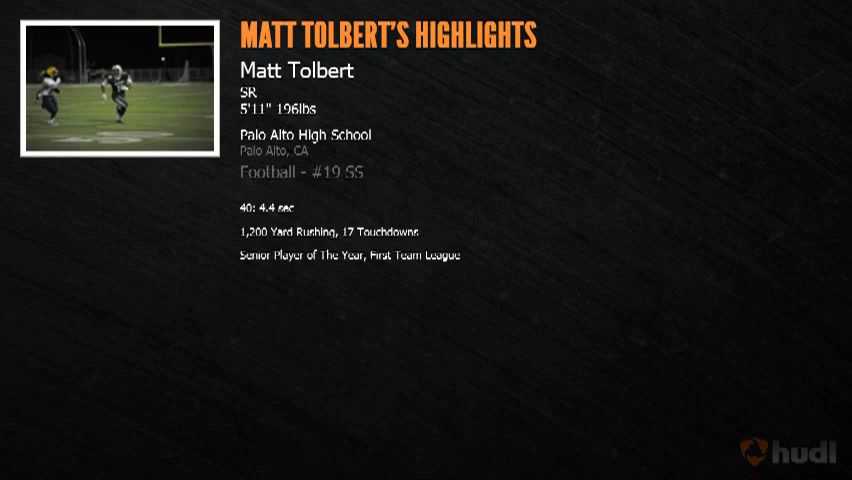 MATT TOLBERT'S HIGHLIGHTS
Matt Tolbert
SR
5'11" 196lbs
Palo Alto High School
Palo Alto, CA
Football - #19 SS
40: 4.4 sec
1,200 Yard Rushing, 17 Touchdowns
Senior Player of The Year, First Team League
hudl